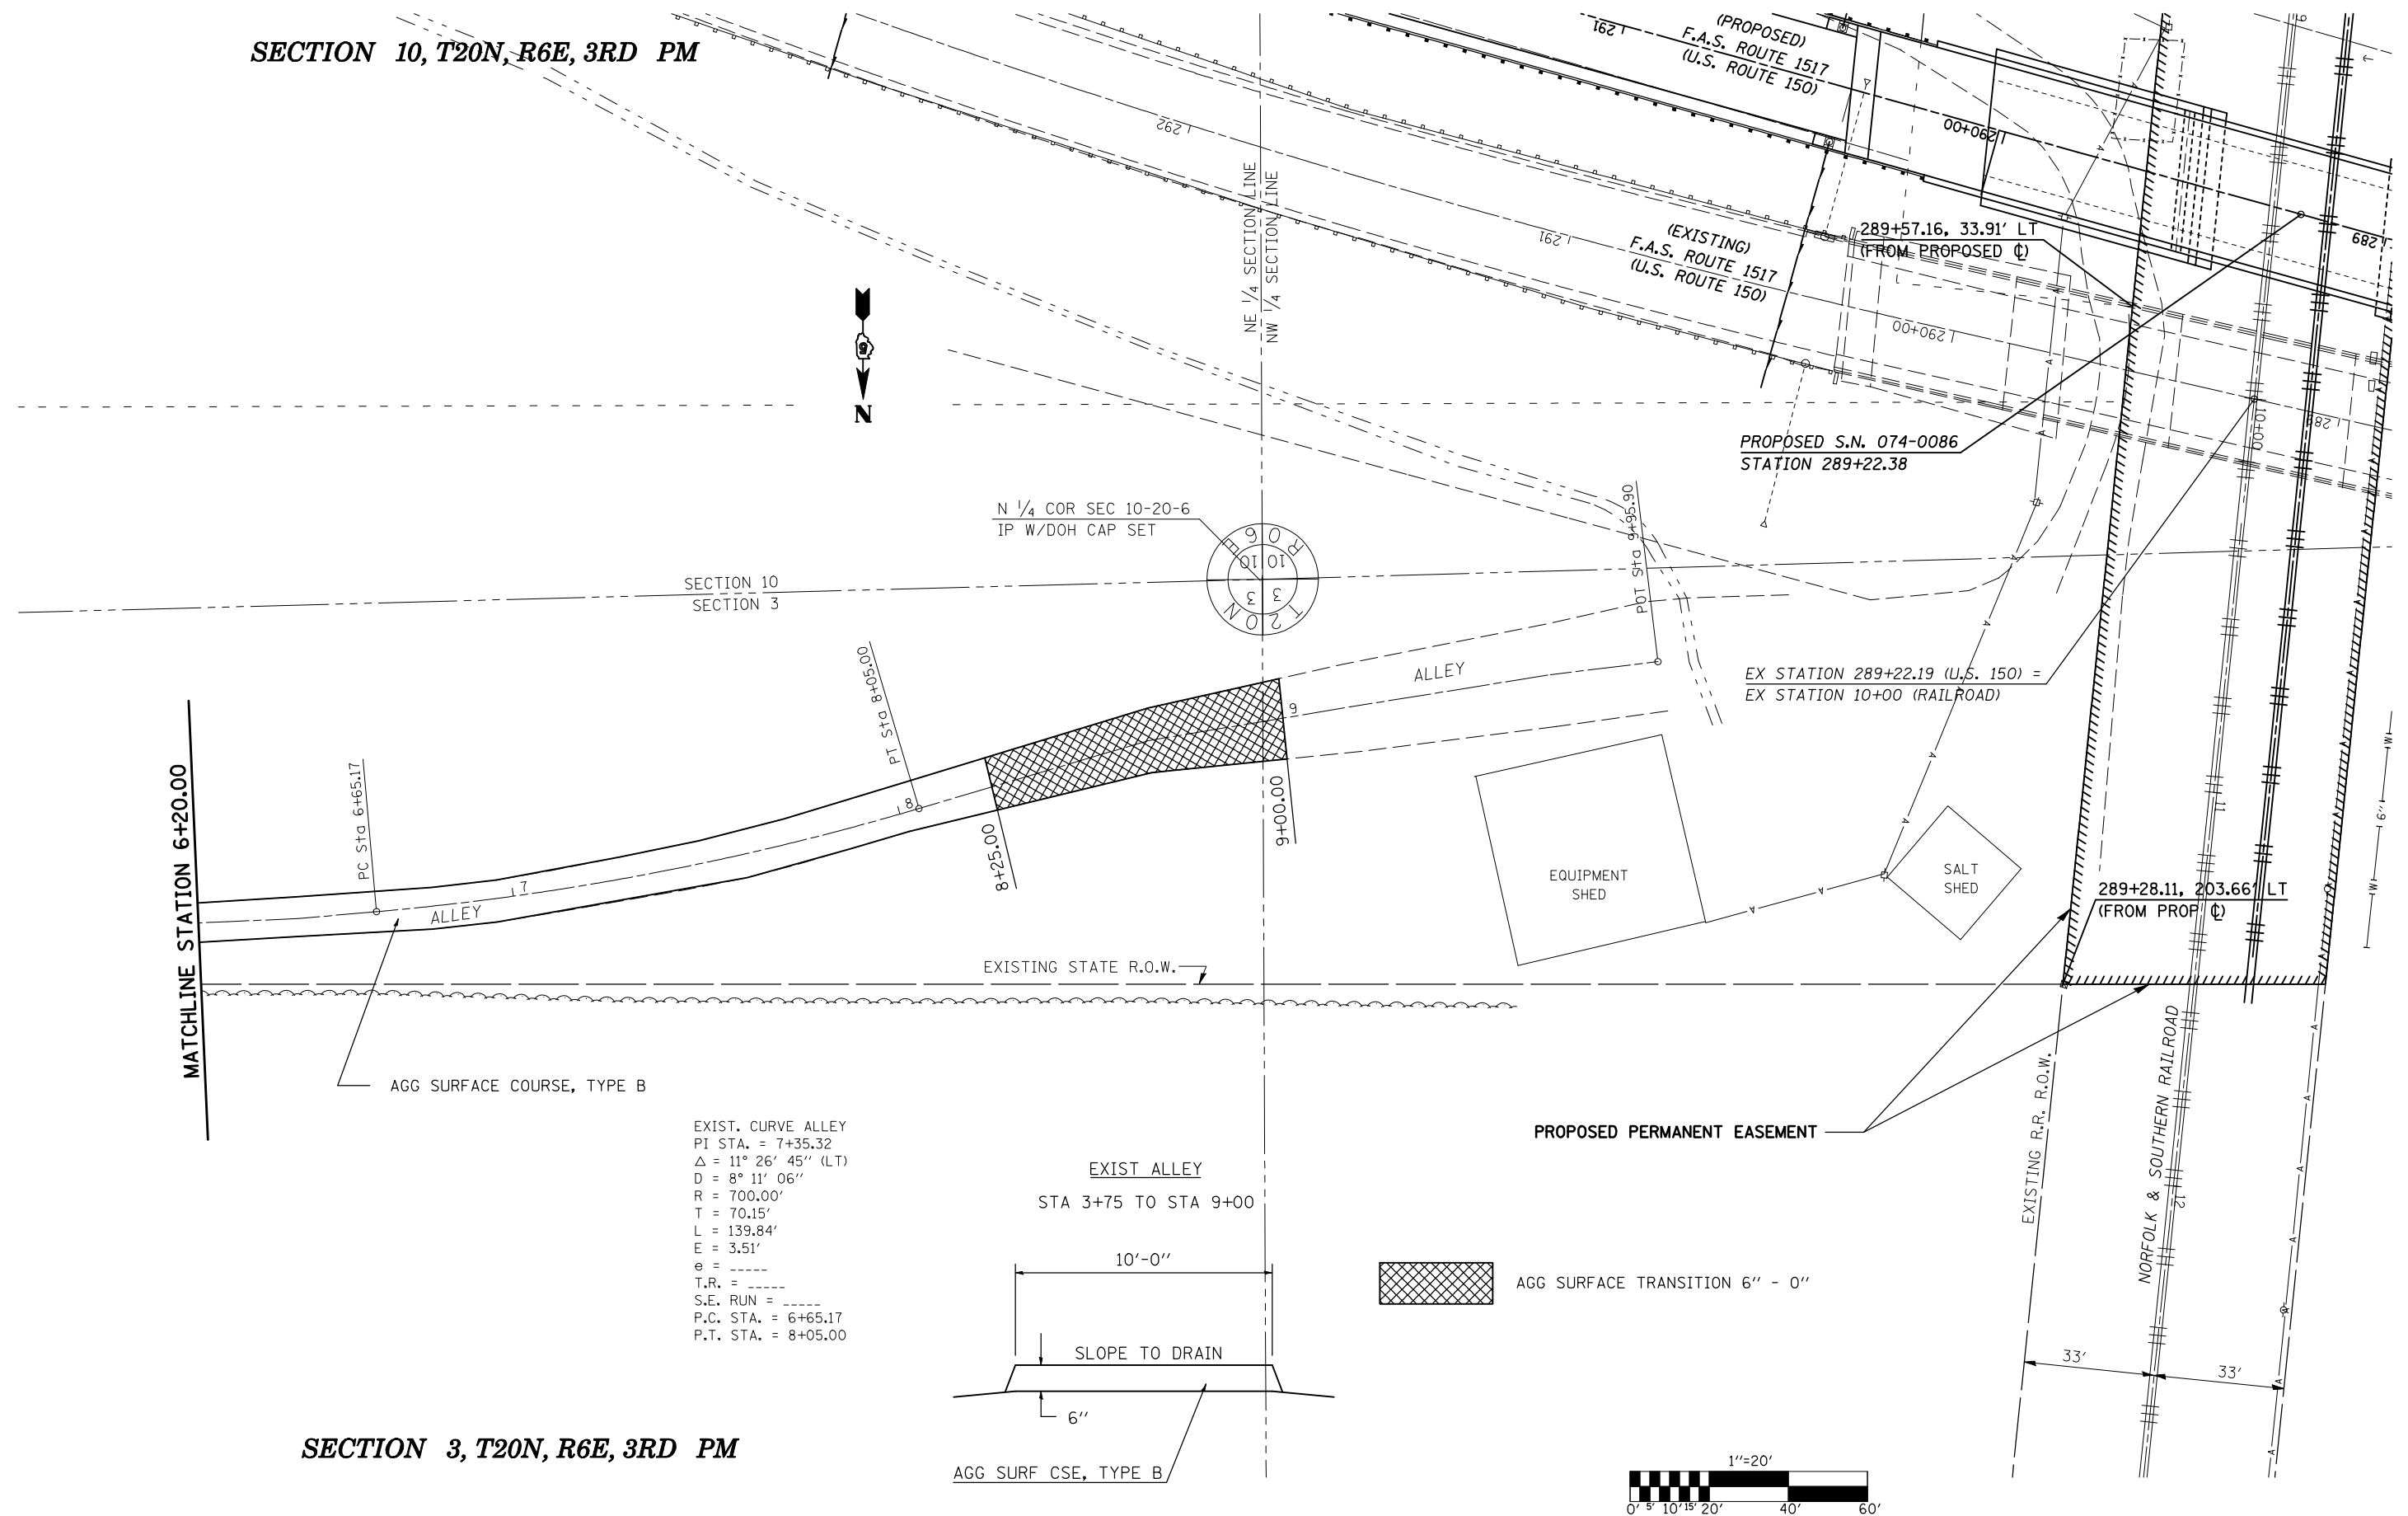 SECTION 10, T20N, R6E, 3RD PM
(PROPOSED)
F.A.S. ROUTE 1517
(U.S. ROUTE 150)
291
290+00
289
292
291
290+00
289
(EXISTING)
F.A.S. ROUTE 1517
(U.S. ROUTE 150)
289+57.16, 33.91' LT
(FROM PROPOSED ℄)
NE 1/4 SECTION LINE
NW 1/4 SECTION LINE
N
PROPOSED S.N. 074-0086
STATION 289+22.38
10+00
N 1/4 COR SEC 10-20-6
IP W/DOH CAP SET
R06E
10 10
3 3
T20N
SECTION 10
SECTION 3
POT Sta 9+95.90
PT Sta 8+05.00
ALLEY
EX STATION 289+22.19 (U.S. 150) =
EX STATION 10+00 (RAILROAD)
9
8
7
PC Sta 6+65.17
MATCHLINE STATION 6+20.00
8+25.00
9+00.00
ALLEY
EQUIPMENT
SHED
SALT
SHED
11
6"
W
W
289+28.11, 203.66' LT
(FROM PROP ℄)
EXISTING STATE R.O.W.
AGG SURFACE COURSE, TYPE B
PROPOSED PERMANENT EASEMENT
EXISTING R.R. R.O.W.
NORFOLK & SOUTHERN RAILROAD
12
EXIST. CURVE ALLEY
PI STA. = 7+35.32
Δ = 11° 26' 45" (LT)
D = 8° 11' 06"
R = 700.00'
T = 70.15'
L = 139.84'
E = 3.51'
e = _____
T.R. = _____
S.E. RUN = _____
P.C. STA. = 6+65.17
P.T. STA. = 8+05.00
EXIST ALLEY
STA 3+75 TO STA 9+00
10'-0"
SLOPE TO DRAIN
6"
AGG SURF CSE, TYPE B
AGG SURFACE TRANSITION 6" - 0"
33'
33'
SECTION 3, T20N, R6E, 3RD PM
1"=20'
0' 5' 10' 15' 20' 40' 60'